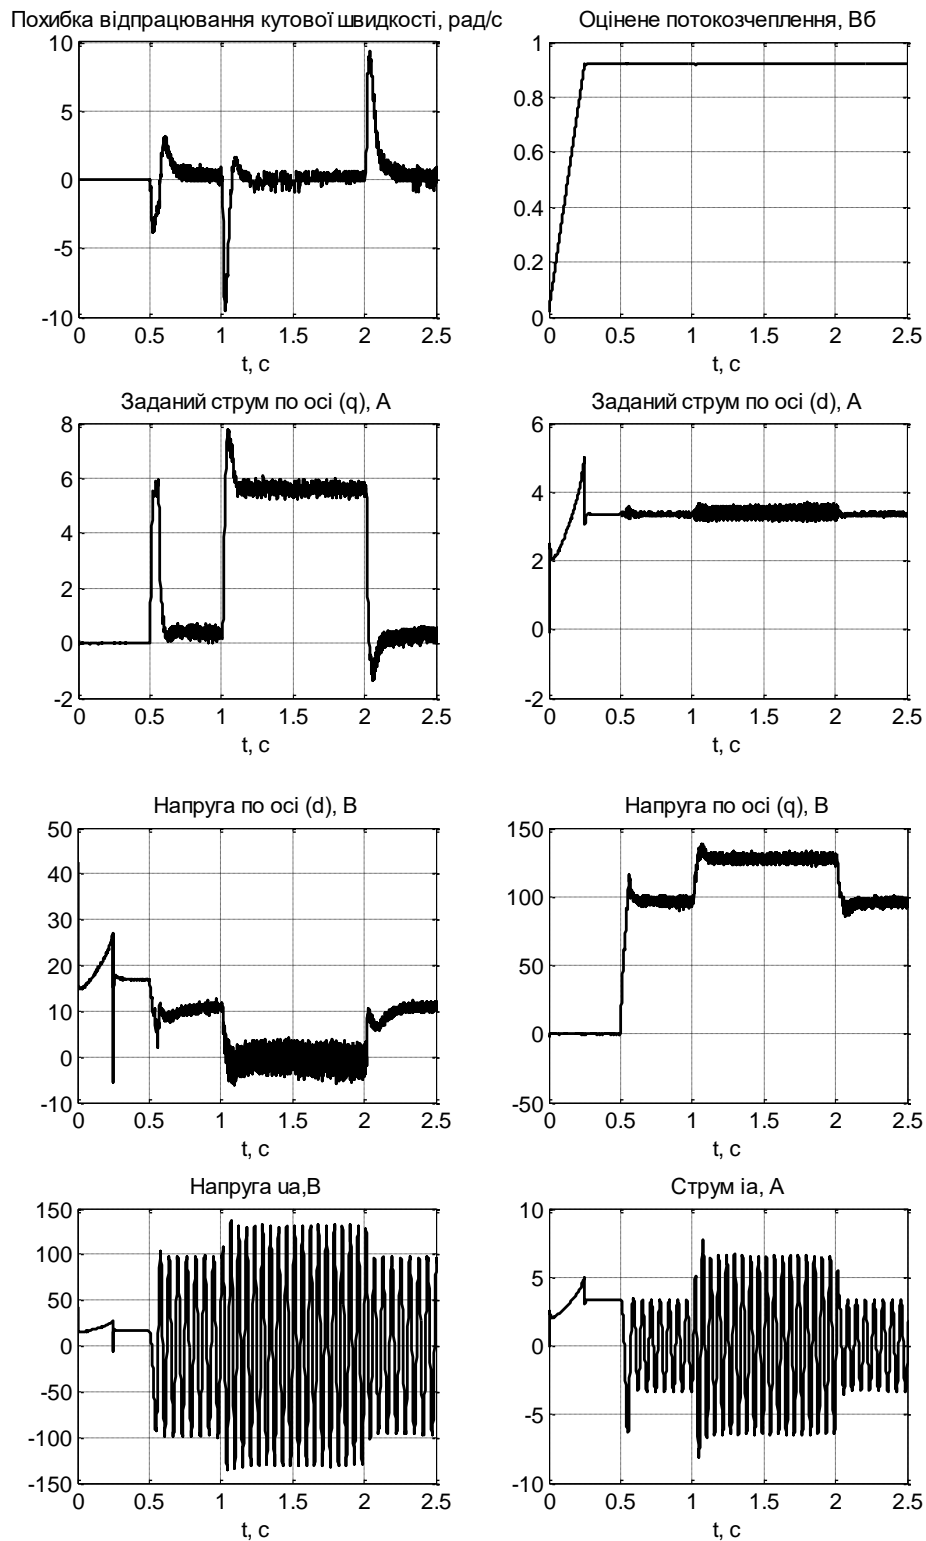 Похибка відпрацювання кутової швидкості, рад/с
10
5
0
-5
-10
0 0.5 1 1.5 2 2.5
t, с
Оцінене потокозчеплення, Вб
1
0.8
0.6
0.4
0.2
0
0 0.5 1 1.5 2 2.5
t, с
Заданий струм по осі (q), А
8
6
4
2
0
-2
0 0.5 1 1.5 2 2.5
t, с
Заданий струм по осі (d), А
6
4
2
0
-2
0 0.5 1 1.5 2 2.5
t, с
Напруга по осі (d), В
50
40
30
20
10
0
-10
0 0.5 1 1.5 2 2.5
t, с
Напруга по осі (q), В
150
100
50
0
-50
0 0.5 1 1.5 2 2.5
t, с
Напруга ua,В
150
100
50
0
-50
-100
-150
0 0.5 1 1.5 2 2.5
t, с
Струм ia, А
10
5
0
-5
-10
0 0.5 1 1.5 2 2.5
t, с